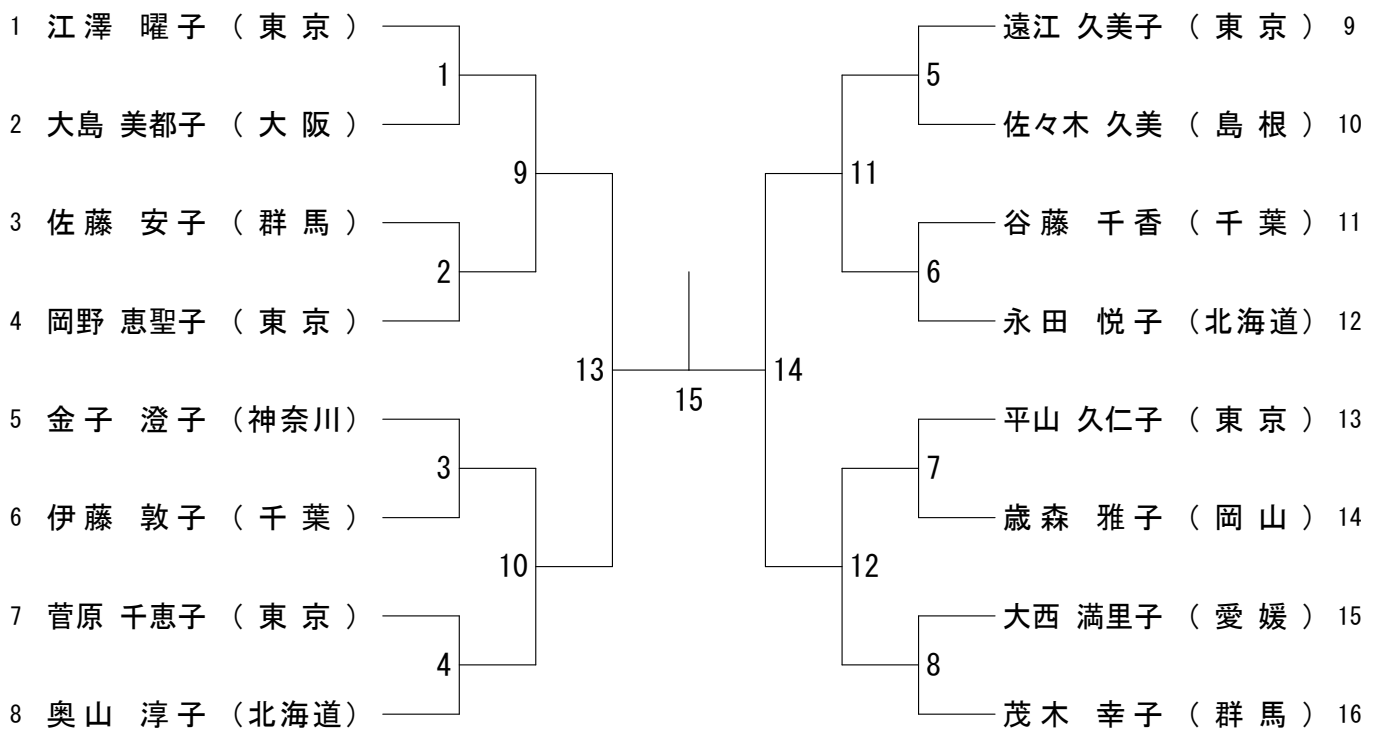 1 江澤 曜子 （東京）
1
2 大島 美都子 （大阪）
9
3 佐藤 安子 （群馬）
2
4 岡野 恵聖子 （東京）
13
5 金子 澄子 （神奈川）
3
6 伊藤 敦子 （千葉）
10
7 菅原 千恵子 （東京）
4
8 奥山 淳子 （北海道）
15
遠江 久美子 （東京） 9
5
佐々木 久美 （島根） 10
11
谷藤 千香 （千葉） 11
6
永田 悦子 （北海道） 12
14
平山 久仁子 （東京） 13
7
歳森 雅子 （岡山） 14
12
大西 満里子 （愛媛） 15
8
茂木 幸子 （群馬） 16